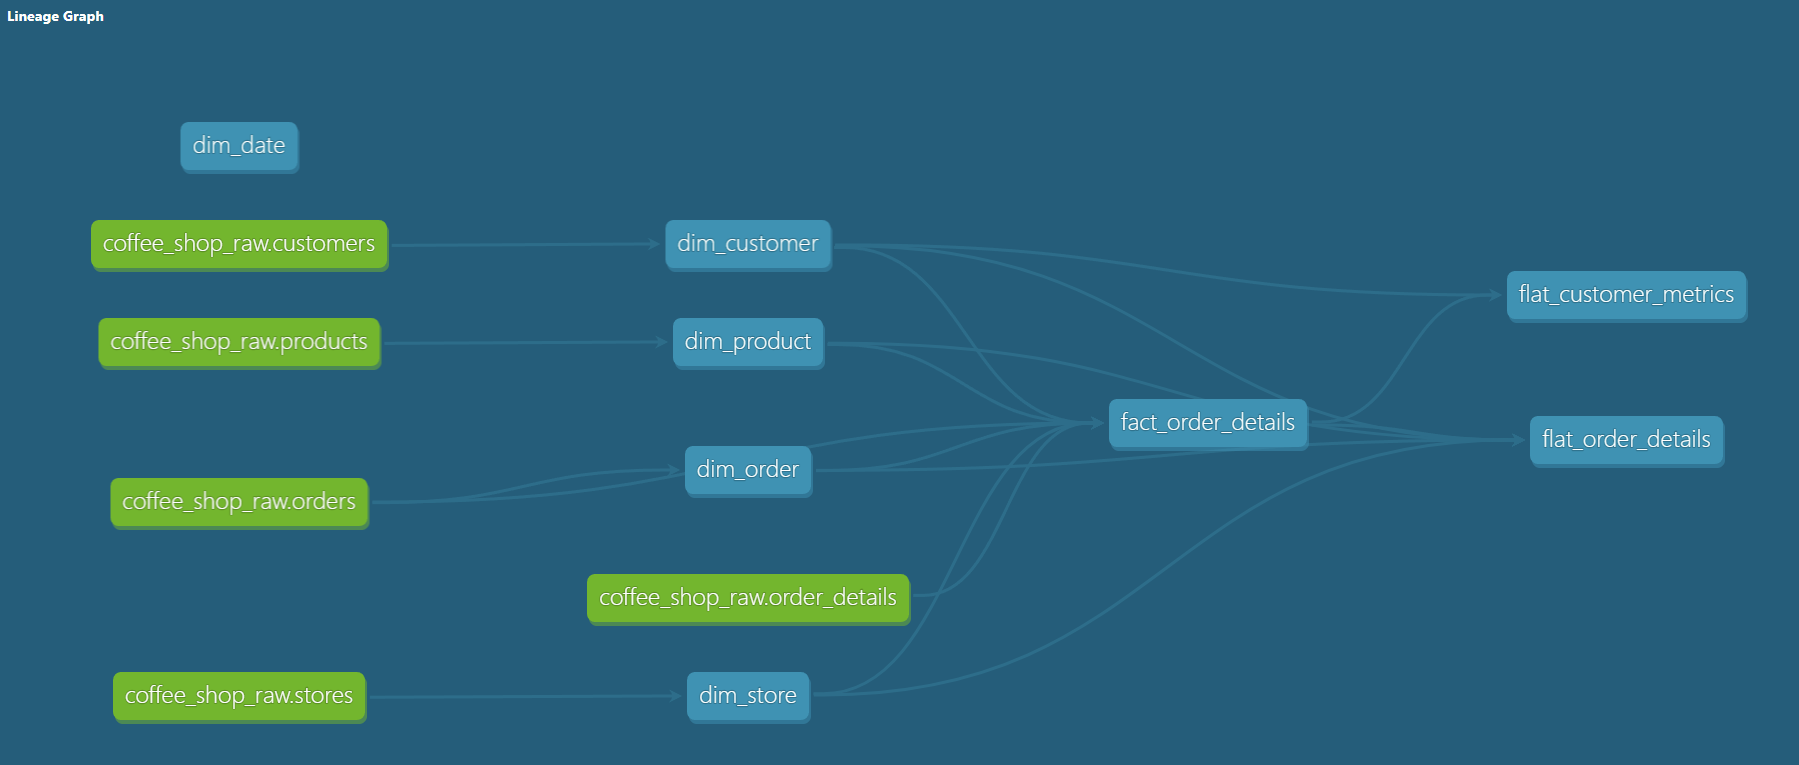 Lineage Graph
dim_date
coffee_shop_raw.customers
dim_customer
flat_customer_metrics
coffee_shop_raw.products
dim_product
fact_order_details
flat_order_details
dim_order
coffee_shop_raw.orders
coffee_shop_raw.order_details
coffee_shop_raw.stores
dim_store